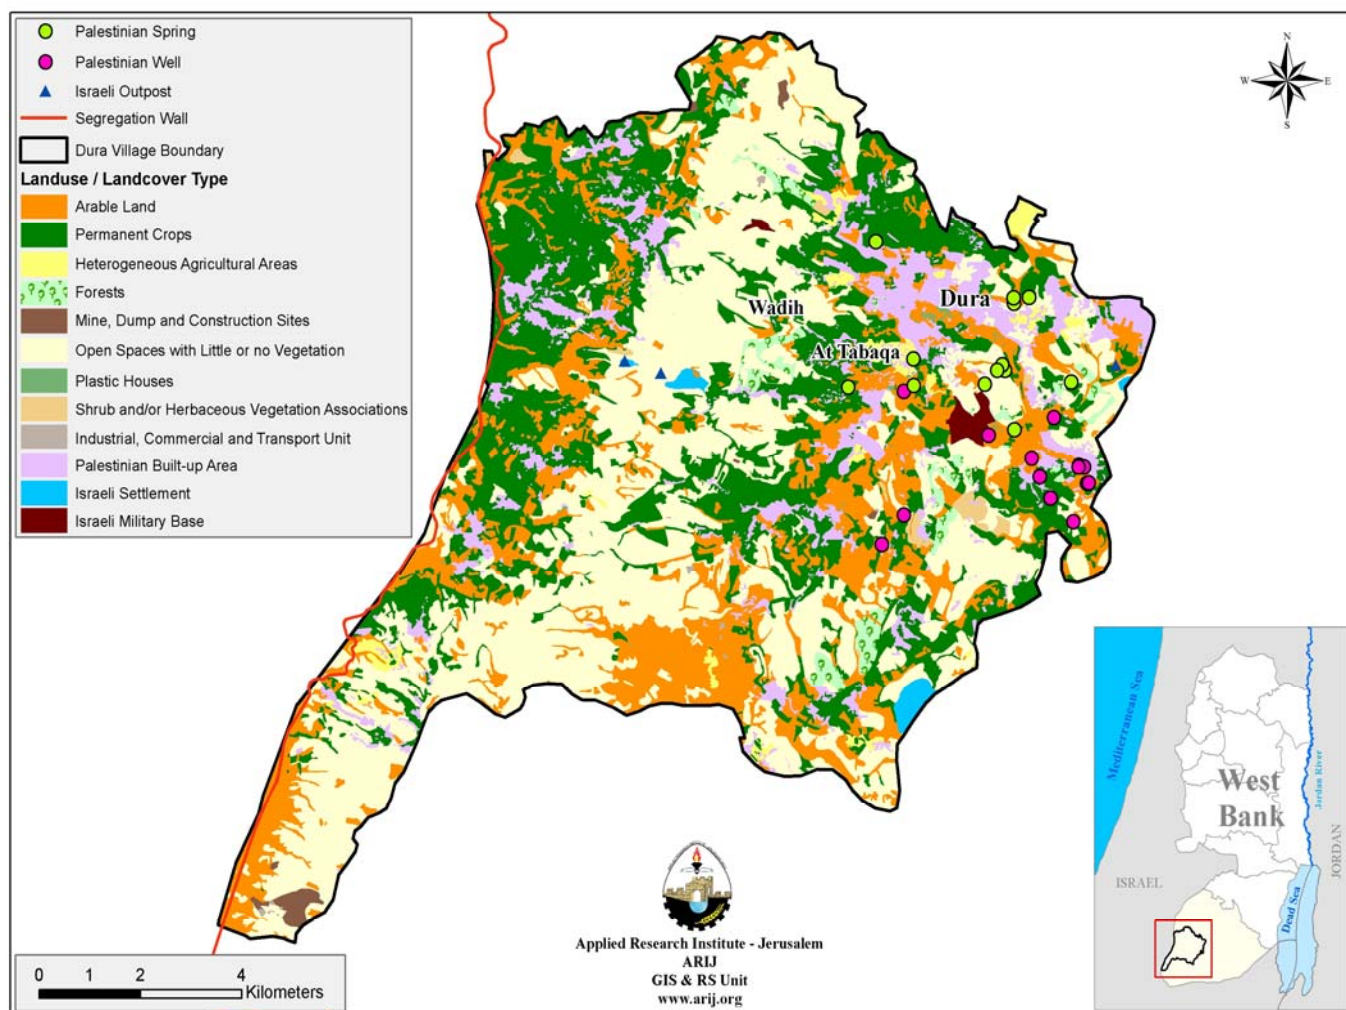 Palestinian Spring
Palestinian Well
Israeli Outpost
Segregation Wall
Dura Village Boundary
Landuse / Landcover Type
Arable Land
Permanent Crops
Heterogeneous Agricultural Areas
Forests
Mine, Dump and Construction Sites
Open Spaces with Little or no Vegetation
Plastic Houses
Shrub and/or Herbaceous Vegetation Associations
Industrial, Commercial and Transport Unit
Palestinian Built-up Area
Israeli Settlement
Israeli Military Base
N
W E
S
Dura
Wadih
At Tabaqa
Mediterranean Sea
West
Bank
Jordan River
JORDAN
ISRAEL
Dead Sea
Applied Research Institute - Jerusalem
ARIJ
GIS & RS Unit
www.arij.org
0 1 2 4
Kilometers